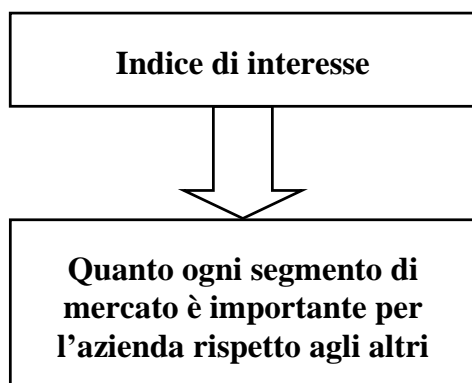 Indice di interesse
Quanto ogni segmento di
mercato è importante per
l'azienda rispetto agli altri